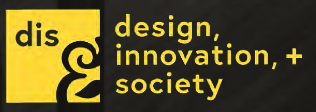 dis
&
design,
innovation, +
society